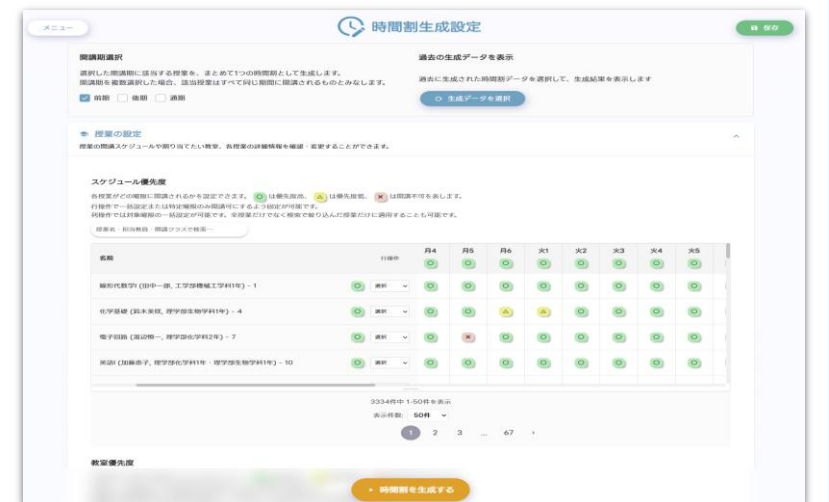 メニュー
時間割生成設定
保存
開講期選択
選択した開講期に該当する授業を、まとめて1つの時間割として生成します。
開講期を複数選択した場合、該当授業はすべて同じ期間に開講されるものとみなします。
前期 後期 通期
過去の生成データを表示
過去に生成された時間割データを選択して、生成結果を表示します
生成データを選択
授業の設定
授業の開講スケジュールや割り当てたい教室、各授業の詳細情報を確認・変更することができます。
スケジュール優先度
各授業がどの曜限に開講されるかを設定できます。 ○ は優先度高、 △ は優先度低、 × は開講不可を表します。
行操作で一括設定または特定曜限のみ開講可にするよう固定が可能です。
列操作では対象曜限の一括設定が可能です。全授業だけでなく検索で絞り込んだ授業だけに適用することも可能です。
授業名・担当教員・開講クラスで検索…
名称 行操作 月4 月5 月6 火1 火2 火3 火4 火5
○ ○ ○ ○ ○ ○ ○ ○
線形代数学I (田中一郎, 工学部機械工学科1年) - 1 ○ 選択 ○ ○ ○ ○ ○ ○ ○ ○
化学基礎 (鈴木美咲, 理学部生物学科1年) - 4 ○ 選択 ○ ○ △ △ ○ ○ ○ ○
電子回路 (渡辺慎一, 理学部化学科2年) - 7 ○ 選択 ○ × ○ ○ ○ ○ ○ ○
英語I (加藤恵子, 理学部化学科1年・理学部生物学科1年) - 10 ○ 選択 ○ ○ ○ ○ ○ ○ ○ ○
3334件中 1-50件を表示
表示件数: 50件
1 2 3 … 67 ›
教室優先度
時間割を生成する